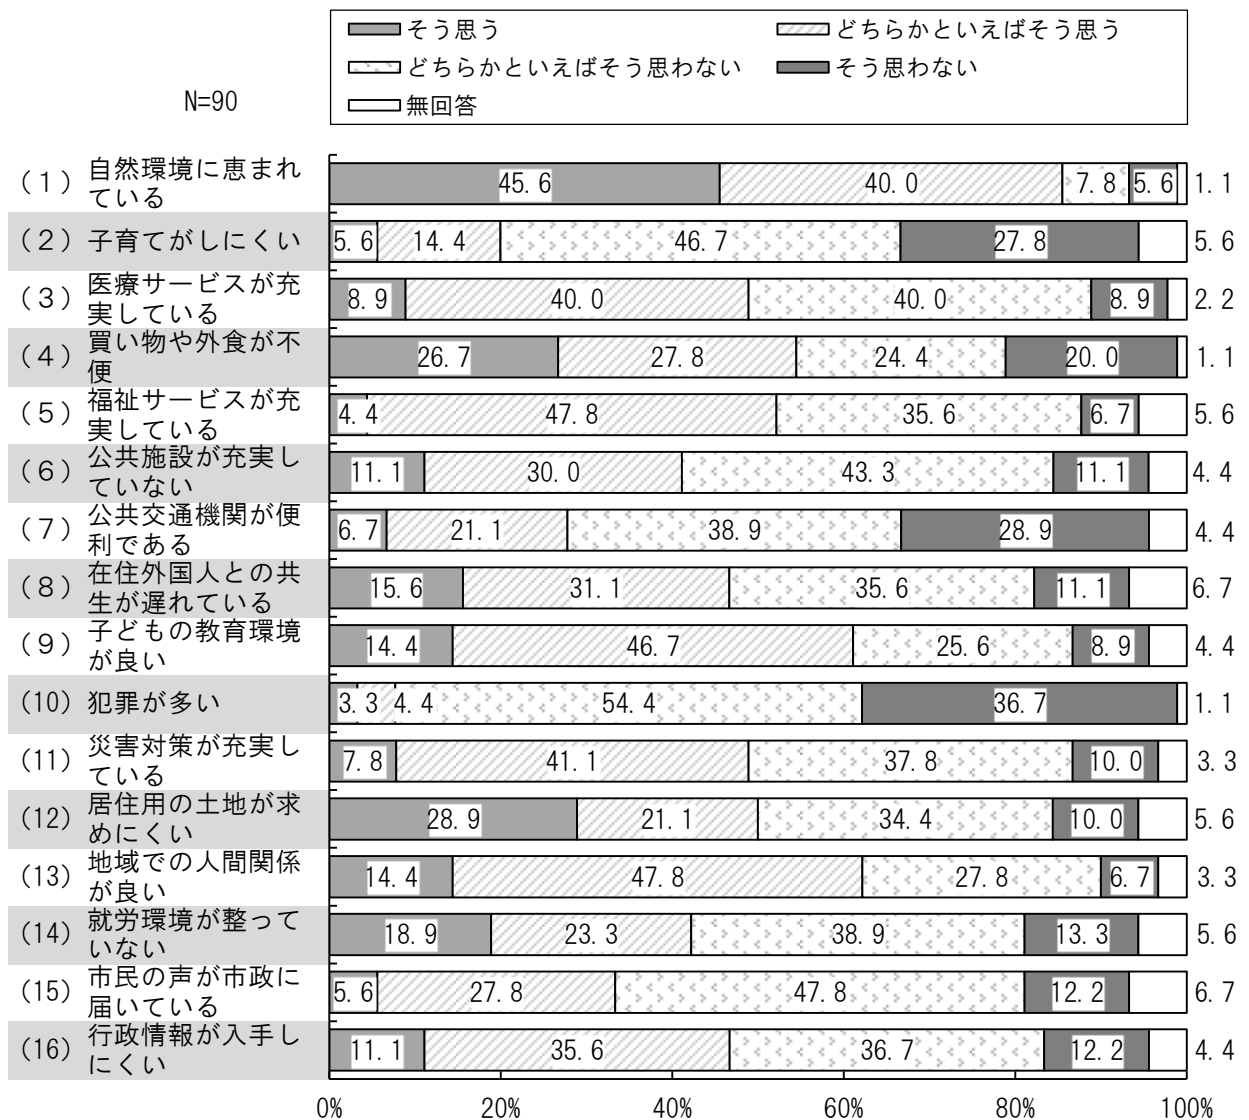 そう思う どちらかといえばそう思う
どちらかといえばそう思わない そう思わない
無回答
N=90
（１）自然環境に恵まれ
ている
45.6 40.0 7.8 5.6 1.1
（２）子育てがしにくい
5.6 14.4 46.7 27.8 5.6
（３）医療サービスが充
実している
8.9 40.0 40.0 8.9 2.2
（４）買い物や外食が不
便
26.7 27.8 24.4 20.0 1.1
（５）福祉サービスが充
実している
4.4 47.8 35.6 6.7 5.6
（６）公共施設が充実し
ていない
11.1 30.0 43.3 11.1 4.4
（７）公共交通機関が便
利である
6.7 21.1 38.9 28.9 4.4
（８）在住外国人との共
生が遅れている
15.6 31.1 35.6 11.1 6.7
（９）子どもの教育環境
が良い
14.4 46.7 25.6 8.9 4.4
（10）犯罪が多い
3.3 4.4 54.4 36.7 1.1
（11）災害対策が充実し
ている
7.8 41.1 37.8 10.0 3.3
（12）居住用の土地が求
めにくい
28.9 21.1 34.4 10.0 5.6
（13）地域での人間関係
が良い
14.4 47.8 27.8 6.7 3.3
（14）就労環境が整って
いない
18.9 23.3 38.9 13.3 5.6
（15）市民の声が市政に
届いている
5.6 27.8 47.8 12.2 6.7
（16）行政情報が入手し
にくい
11.1 35.6 36.7 12.2 4.4
0% 20% 40% 60% 80% 100%